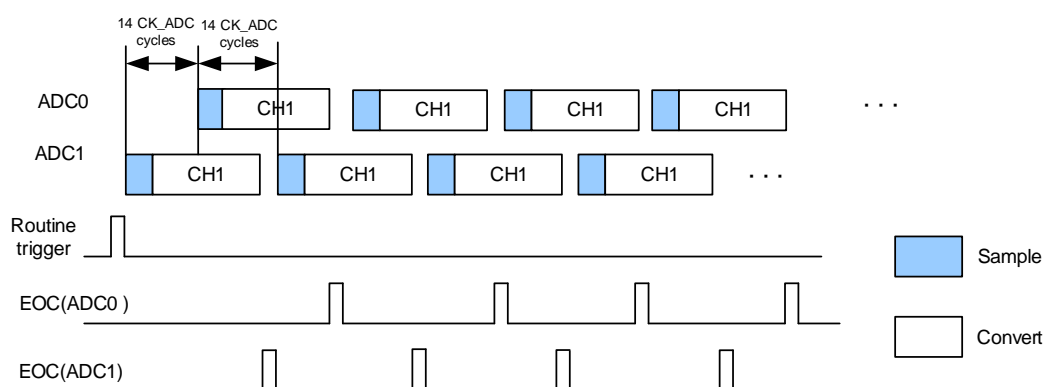 14 CK_ADC cycles
14 CK_ADC cycles
ADC0
CH1
CH1
CH1
CH1
. . .
ADC1
CH1
CH1
CH1
CH1
. . .
Routine
trigger
Sample
EOC(ADC0 )
Convert
EOC(ADC1)